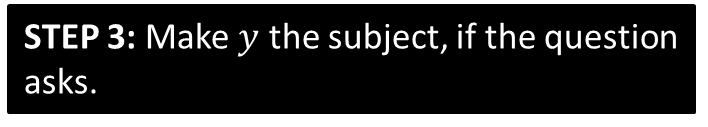 STEP 3: Make y the subject, if the question
asks.